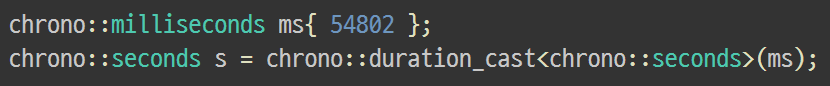 chrono::milliseconds ms{ 54802 };
chrono::seconds s = chrono::duration_cast<chrono::seconds>(ms);